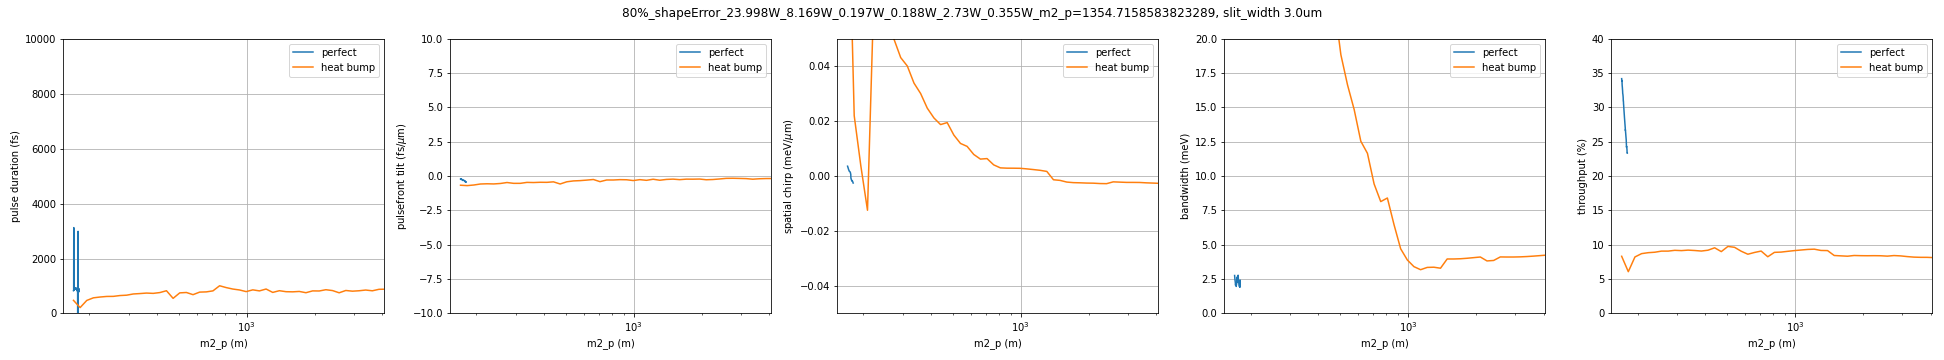 80%_shapeError_23.998W_8.169W_0.197W_0.188W_2.73W_0.355W_m2_p=1354.7158583823289, slit_width 3.0um
pulse duration (fs)
10000
8000
6000
4000
2000
0
perfect
heat bump
10³
m2_p (m)
pulsefront tilt (fs/μm)
10.0
7.5
5.0
2.5
0.0
−2.5
−5.0
−7.5
−10.0
perfect
heat bump
10³
m2_p (m)
spatial chirp (meV/μm)
0.04
0.02
0.00
−0.02
−0.04
perfect
heat bump
10³
m2_p (m)
bandwidth (meV)
20.0
17.5
15.0
12.5
10.0
7.5
5.0
2.5
0.0
perfect
heat bump
10³
m2_p (m)
throughput (%)
40
35
30
25
20
15
10
5
0
perfect
heat bump
10³
m2_p (m)